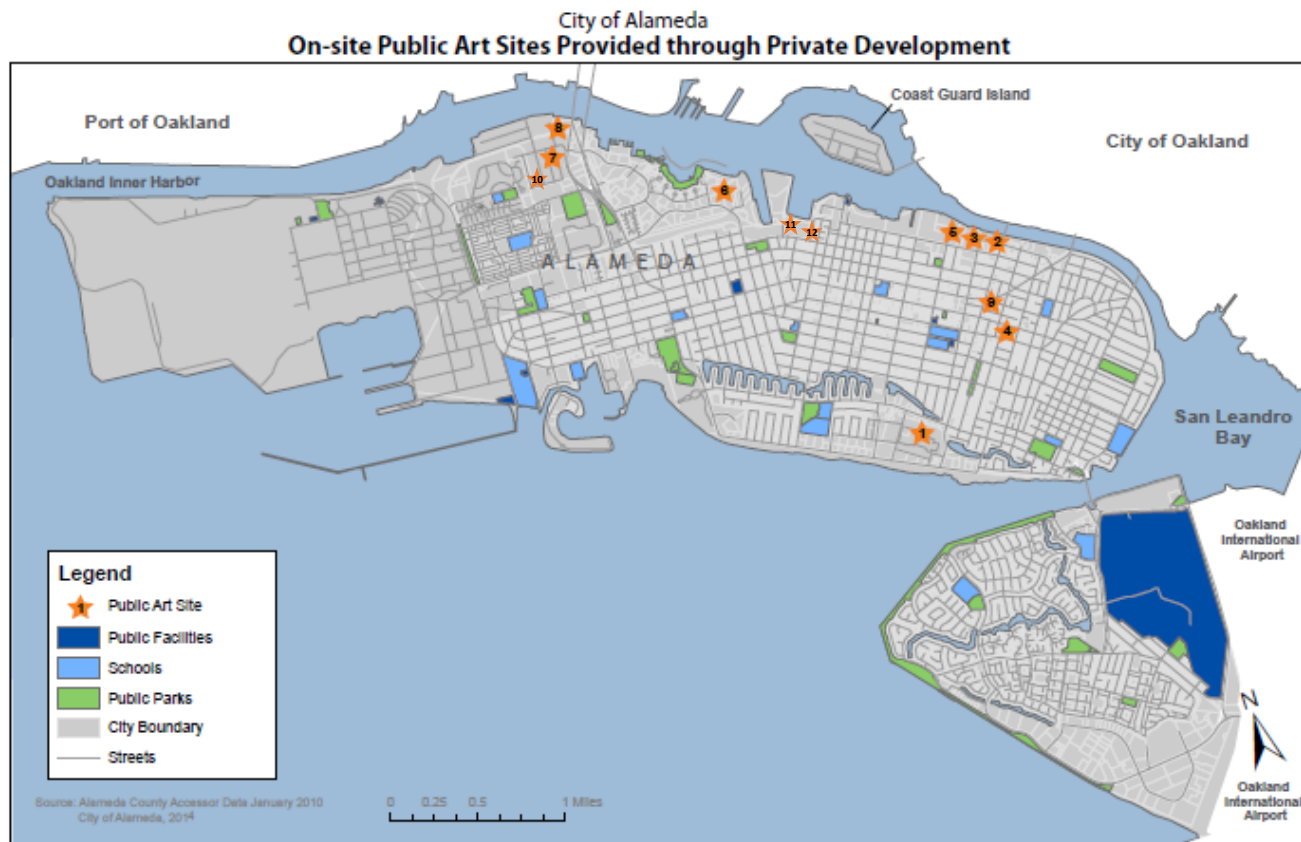 City of Alameda
On-site Public Art Sites Provided through Private Development
Port of Oakland
Coast Guard Island
City of Oakland
Oakland Inner Harbor
8
7
10
6
11
12
5
3
2
ALAMEDA
9
4
1
San Leandro
Bay
Oakland
International
Airport
Legend
1 Public Art Site
Public Facilities
Schools
Public Parks
City Boundary
Streets
N
Source: Alameda County Accessor Data January 2010
City of Alameda, 2014
0 0.25 0.5 1 Miles
Oakland
International
Airport